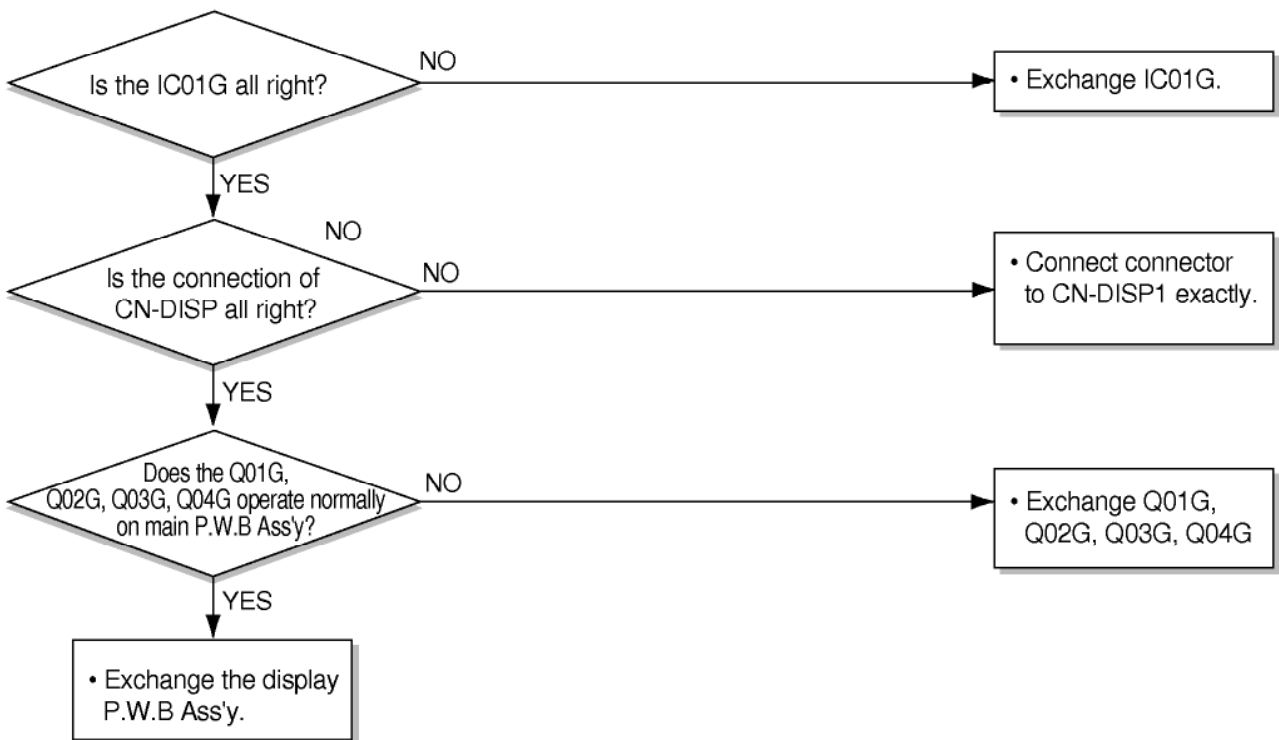 Is the IC01G all right?
NO
• Exchange IC01G.
YES
NO
Is the connection of
CN-DISP all right?
NO
• Connect connector
to CN-DISP1 exactly.
YES
Does the Q01G,
Q02G, Q03G, Q04G operate normally
on main P.W.B Ass'y?
NO
• Exchange Q01G,
Q02G, Q03G, Q04G
YES
• Exchange the display
P.W.B Ass'y.